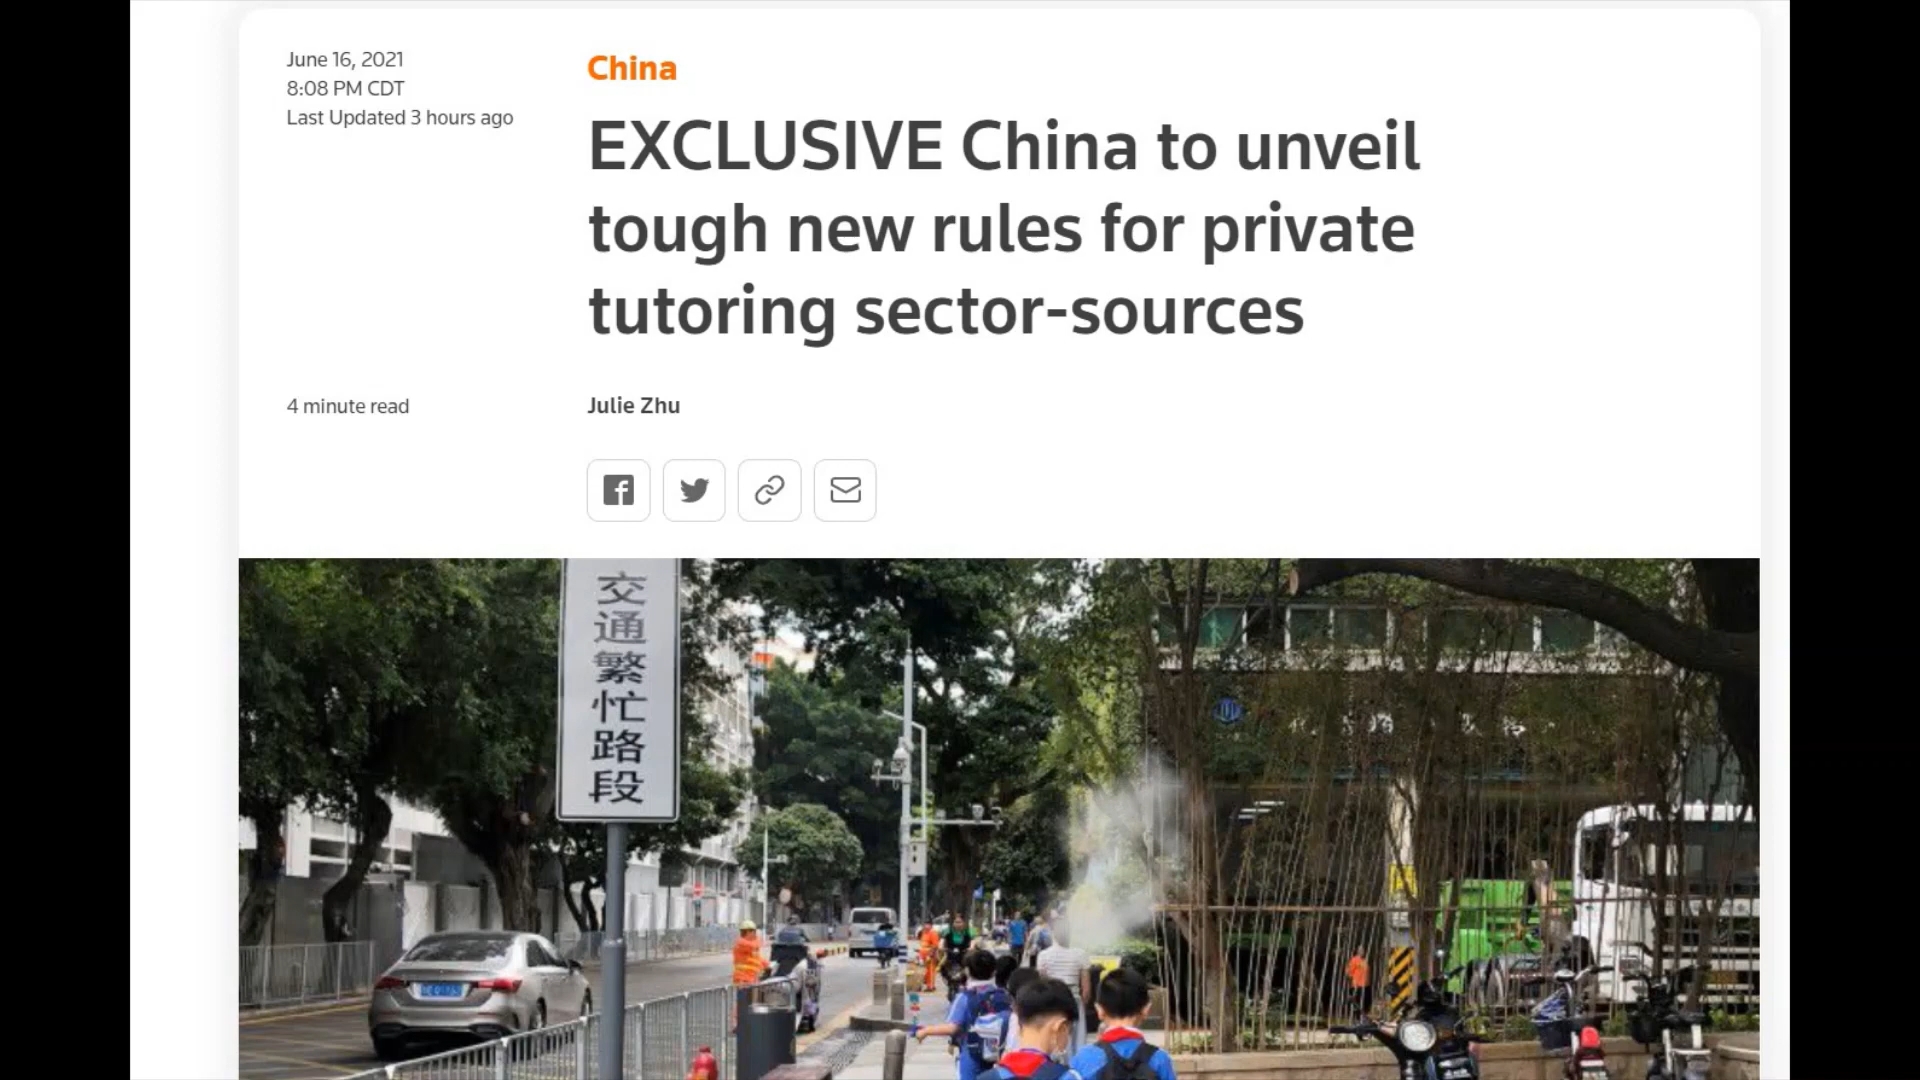 June 16, 2021
8:08 PM CDT
Last Updated 3 hours ago
China
EXCLUSIVE China to unveil
tough new rules for private
tutoring sector-sources
4 minute read
Julie Zhu
交通繁忙路段